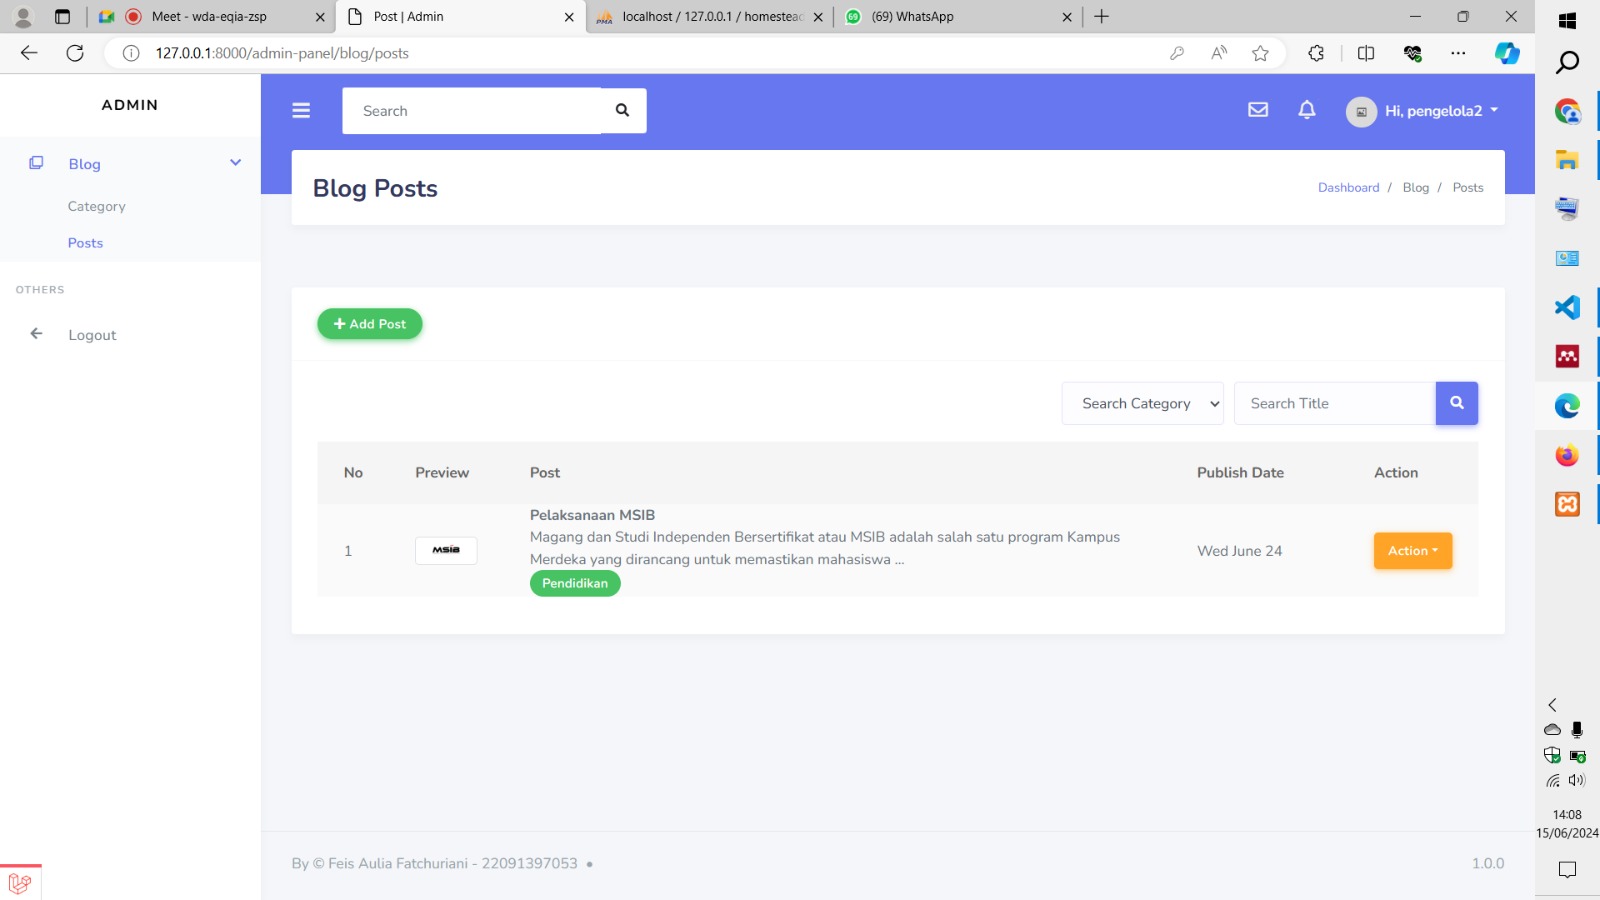 Meet - wda-eqia-zsp
Post | Admin
localhost / 127.0.0.1 / homestead
(69) WhatsApp
127.0.0.1:8000/admin-panel/blog/posts
ADMIN
Search
Hi, pengelola2
Blog
Category
Posts
OTHERS
Logout
Blog Posts
Dashboard / Blog / Posts
Add Post
Search Category
Search Title
No Preview Post Publish Date Action
Pelaksanaan MSIB
Magang dan Studi Independen Bersertifikat atau MSIB adalah salah satu program Kampus
Merdeka yang dirancang untuk memastikan mahasiswa ...
1 MSIB Wed June 24 Action
Pendidikan
By © Feis Aulia Fatchuriani - 22091397053 •
1.0.0
14:08
15/06/2024